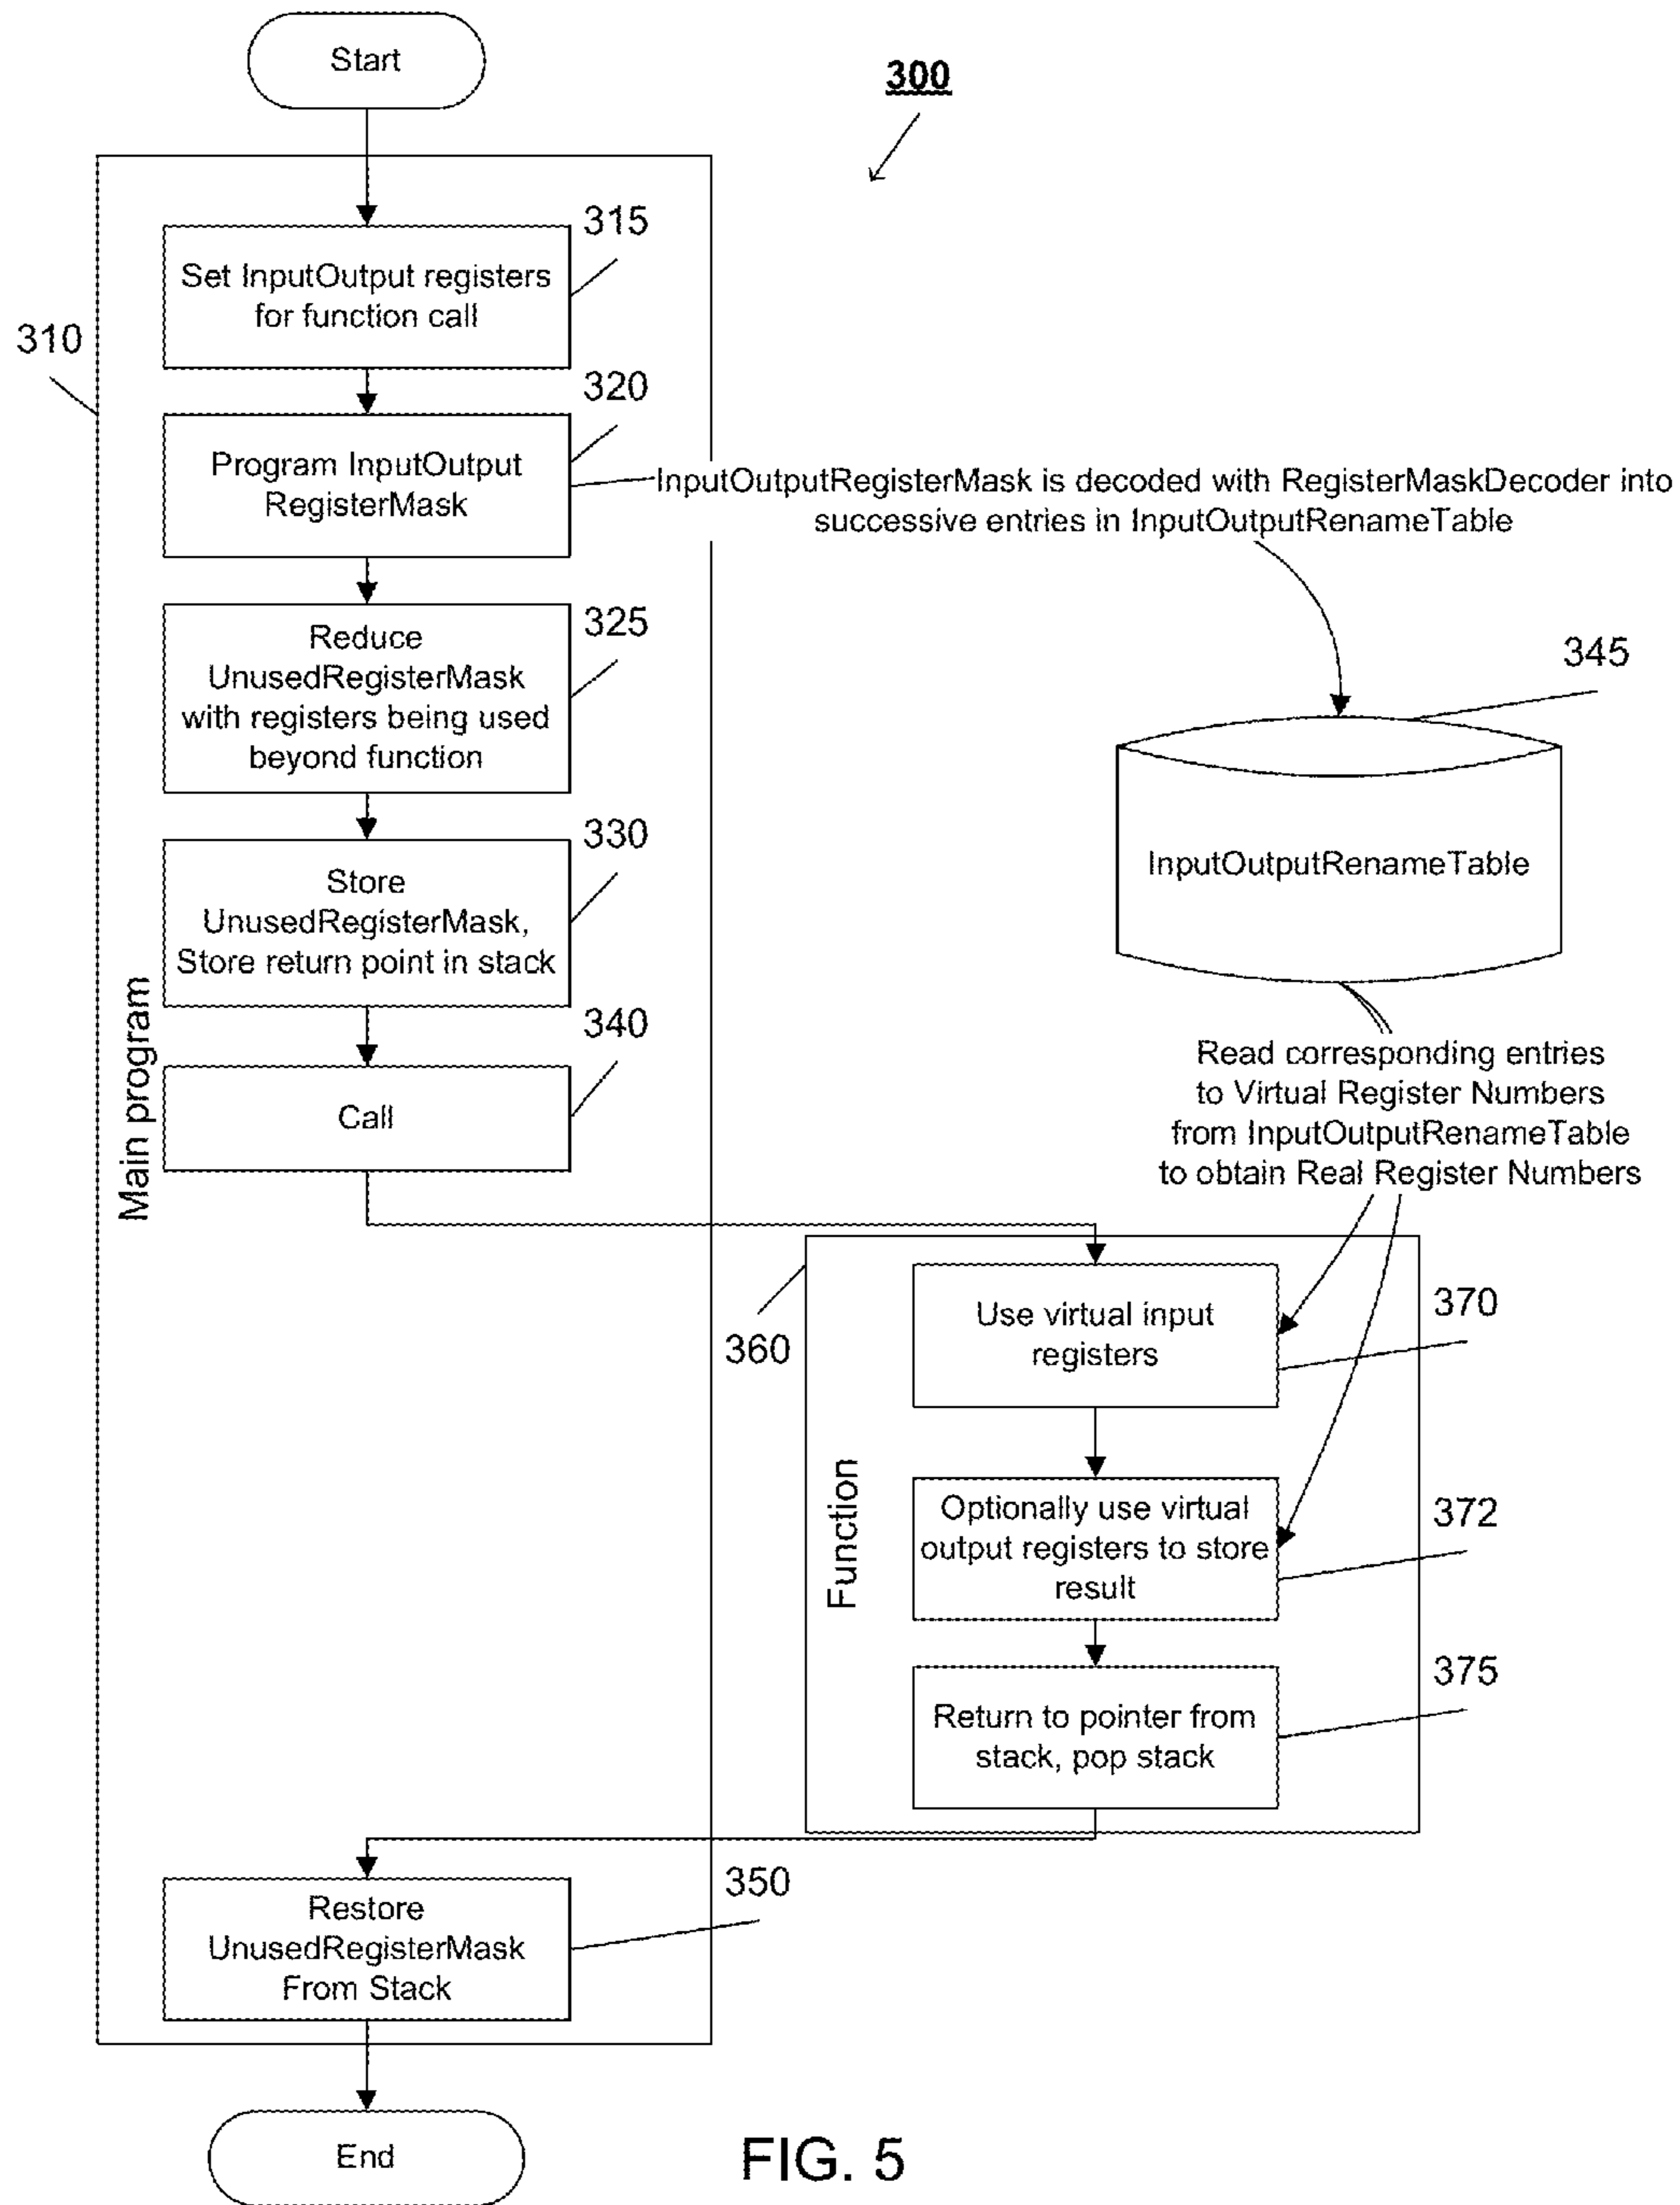 Start
300
315
Set InputOutput registers
for function call
310
320
Program InputOutput
RegisterMask
InputOutputRegisterMask is decoded with RegisterMaskDecoder into
successive entries in InputOutputRenameTable
325
Reduce
UnusedRegisterMask
with registers being used
beyond function
345
InputOutputRenameTable
330
Store
UnusedRegisterMask,
Store return point in stack
340
Call
Main program
Read corresponding entries
to Virtual Register Numbers
from InputOutputRenameTable
to obtain Real Register Numbers
360
370
Use virtual input
registers
Function
372
Optionally use virtual
output registers to store
result
375
Return to pointer from
stack, pop stack
350
Restore
UnusedRegisterMask
From Stack
End
FIG. 5